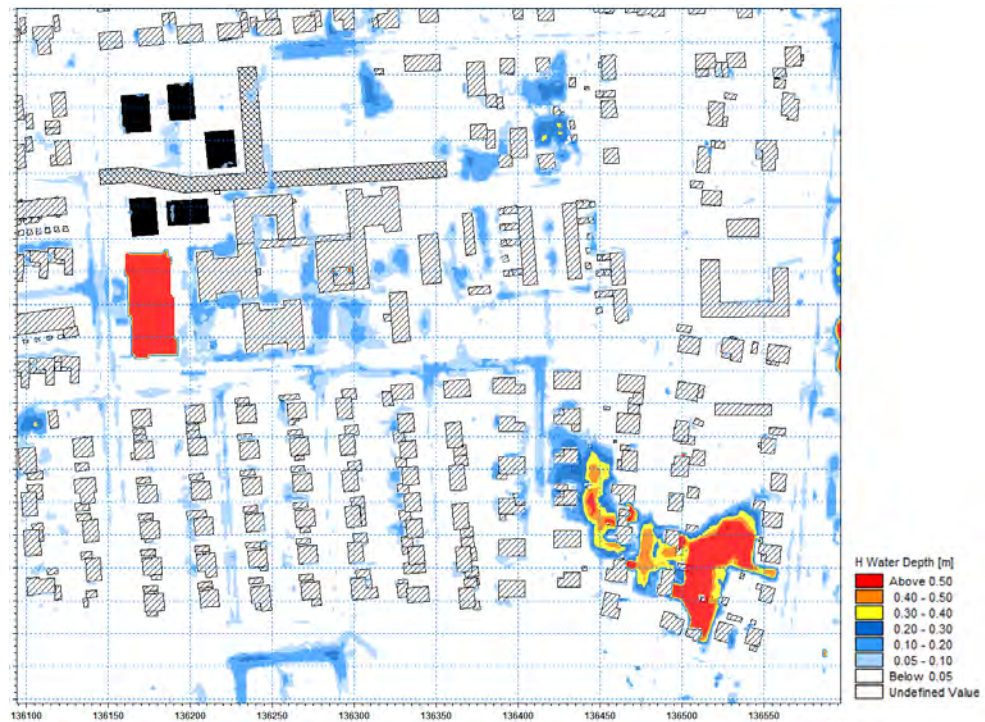 H Water Depth [m]
Above 0.50
0.40 - 0.50
0.30 - 0.40
0.20 - 0.30
0.10 - 0.20
0.05 - 0.10
Below 0.05
Undefined Value
136100 136150 136200 136250 136300 136350 136400 136450 136500 136550